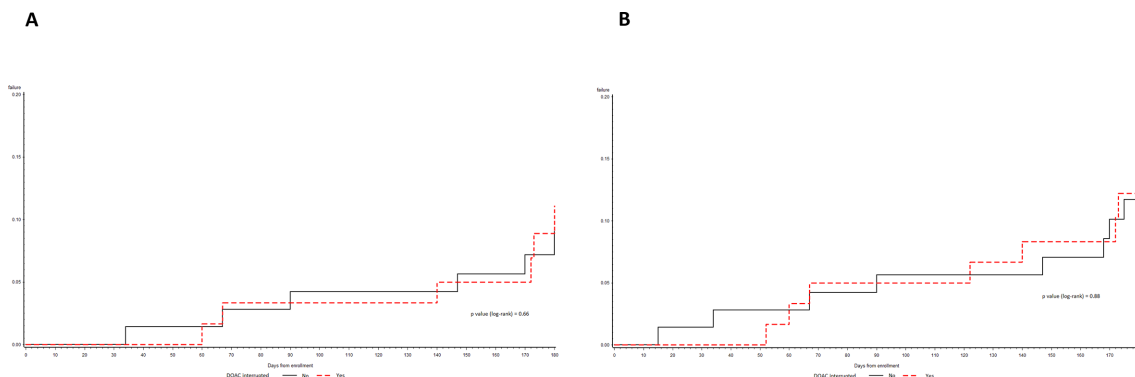 A
failure
0.20
0.15
0.10
0.05
0.00
0 10 20 30 40 50 60 70 80 90 100 110 120 130 140 150 160 170 180
p value (log-rank) = 0.66
Days from enrollment
DOAC Interrupted No Yes
B
failure
0.20
0.15
0.10
0.05
0.00
0 10 20 30 40 50 60 70 80 90 100 110 120 130 140 150 160 170 180
p value (log-rank) = 0.88
Days from enrollment
DOAC Interrupted No Yes